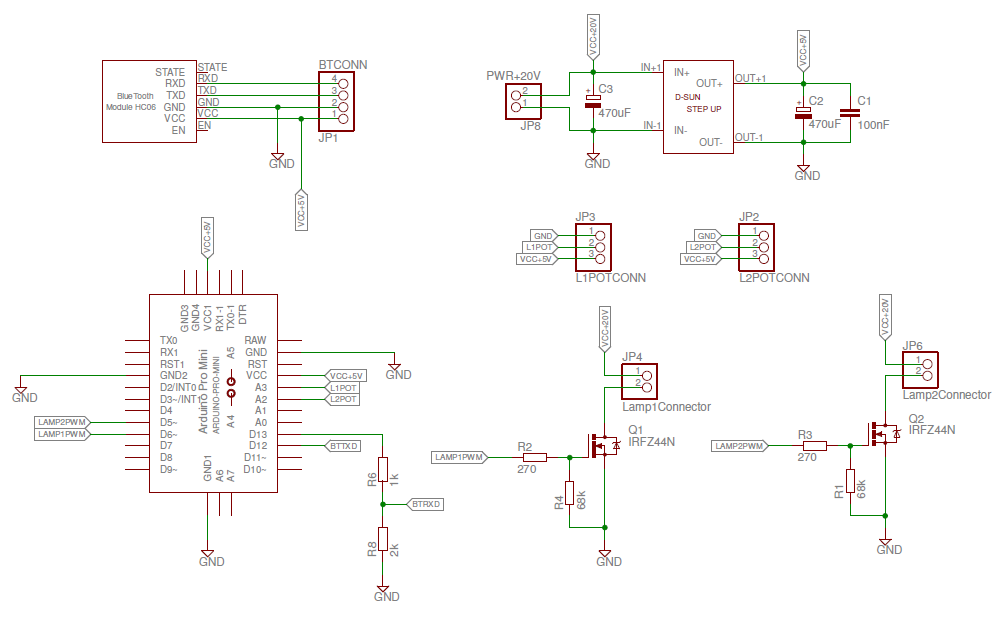 STATE
RXD
TXD
GND
VCC
EN
BlueTooth
Module HC06
STATE
RXD
TXD
GND
VCC
EN
BTCONN
4
3
2
1
JP1
GND
VCC+5V
VCC+20V
PWR+20V
2
1
JP8
+
C3
470uF
IN+1
IN-1
IN+
OUT+
D-SUN
STEP UP
IN-
OUT-
OUT+1
OUT-1
GND
VCC+5V
+
C2
470uF
C1
100nF
GND
JP3
GND
L1POT
VCC+5V
1
2
3
L1POTCONN
JP2
GND
L2POT
VCC+5V
1
2
3
L2POTCONN
VCC+5V
GND3
GND4
VCC1
RX1-1
TX0-1
DTR
TX0
RX1
RST1
GND2
D2/INT0
D3~/INT1
D4
D5~
D6~
D7
D8
D9~
Arduino Pro Mini
ARDUINO-PRO-MINI
A5
A4
RAW
GND
RST
VCC
A3
A2
A1
A0
D13
D12
D11~
D10~
GND1
A6
A7
GND
LAMP2PWM
LAMP1PWM
GND
GND
VCC+5V
L1POT
L2POT
BTTXD
R6
1k
BTRXD
R8
2k
GND
VCC+20V
JP4
1
2
Lamp1Connector
Q1
IRFZ44N
LAMP1PWM
R2
270
R4
68k
GND
VCC+20V
JP6
1
2
Lamp2Connector
Q2
IRFZ44N
LAMP2PWM
R3
270
R1
68k
GND